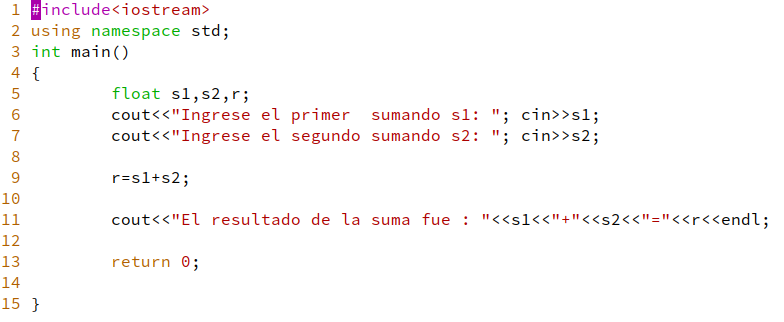 1 #include<iostream>
2 using namespace std;
3 int main()
4 {
5         float s1,s2,r;
6         cout<<"Ingrese el primer  sumando s1: "; cin>>s1;
7         cout<<"Ingrese el segundo sumando s2: "; cin>>s2;
8
9         r=s1+s2;
10
11         cout<<"El resultado de la suma fue : "<<s1<<"+"<<s2<<"="<<r<<endl;
12
13         return 0;
14
15 }